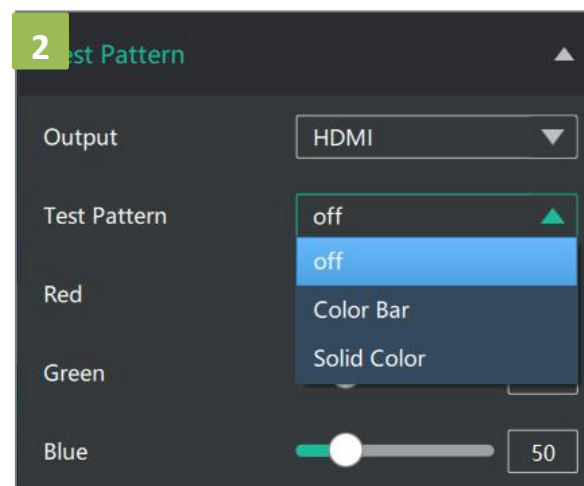 2
est Pattern
Output HDMI
Test Pattern off
off
Red
Color Bar
Solid Color
Green
Blue 50